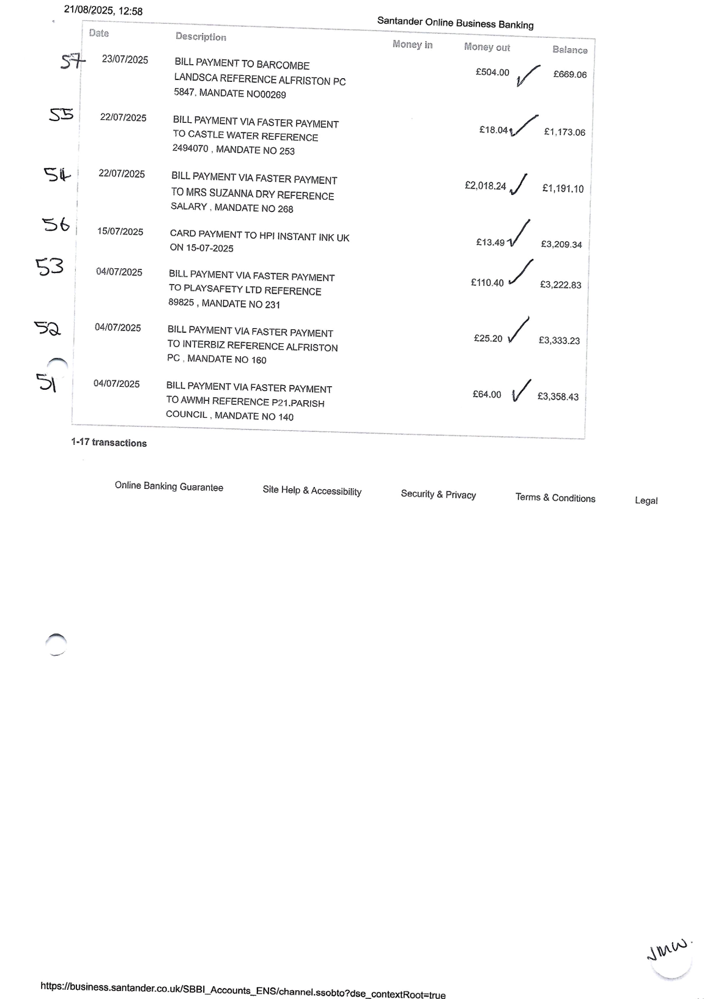 21/08/2025, 12:58
Santander Online Business Banking
Date Description Money in Money out Balance
57 23/07/2025 BILL PAYMENT TO BARCOMBE £504.00 £669.06
LANDSCA REFERENCE ALFRISTON PC
5847, MANDATE NO00269
55 22/07/2025 BILL PAYMENT VIA FASTER PAYMENT £18.04 £1,173.06
TO CASTLE WATER REFERENCE
2494070 , MANDATE NO 253
54 22/07/2025 BILL PAYMENT VIA FASTER PAYMENT £2,018.24 £1,191.10
TO MRS SUZANNA DRY REFERENCE
SALARY , MANDATE NO 268
56 15/07/2025 CARD PAYMENT TO HPI INSTANT INK UK £13.49 £3,209.34
ON 15-07-2025
53 04/07/2025 BILL PAYMENT VIA FASTER PAYMENT £110.40 £3,222.83
TO PLAYSAFETY LTD REFERENCE
89825 , MANDATE NO 231
52 04/07/2025 BILL PAYMENT VIA FASTER PAYMENT £25.20 £3,333.23
TO INTERBIZ REFERENCE ALFRISTON
PC , MANDATE NO 160
51 04/07/2025 BILL PAYMENT VIA FASTER PAYMENT £64.00 £3,358.43
TO AWMH REFERENCE P21.PARISH
COUNCIL , MANDATE NO 140
1-17 transactions
Online Banking Guarantee Site Help & Accessibility Security & Privacy Terms & Conditions Legal
JMW.
https://business.santander.co.uk/SBBI_Accounts_ENS/channel.ssobto?dse_contextRoot=true